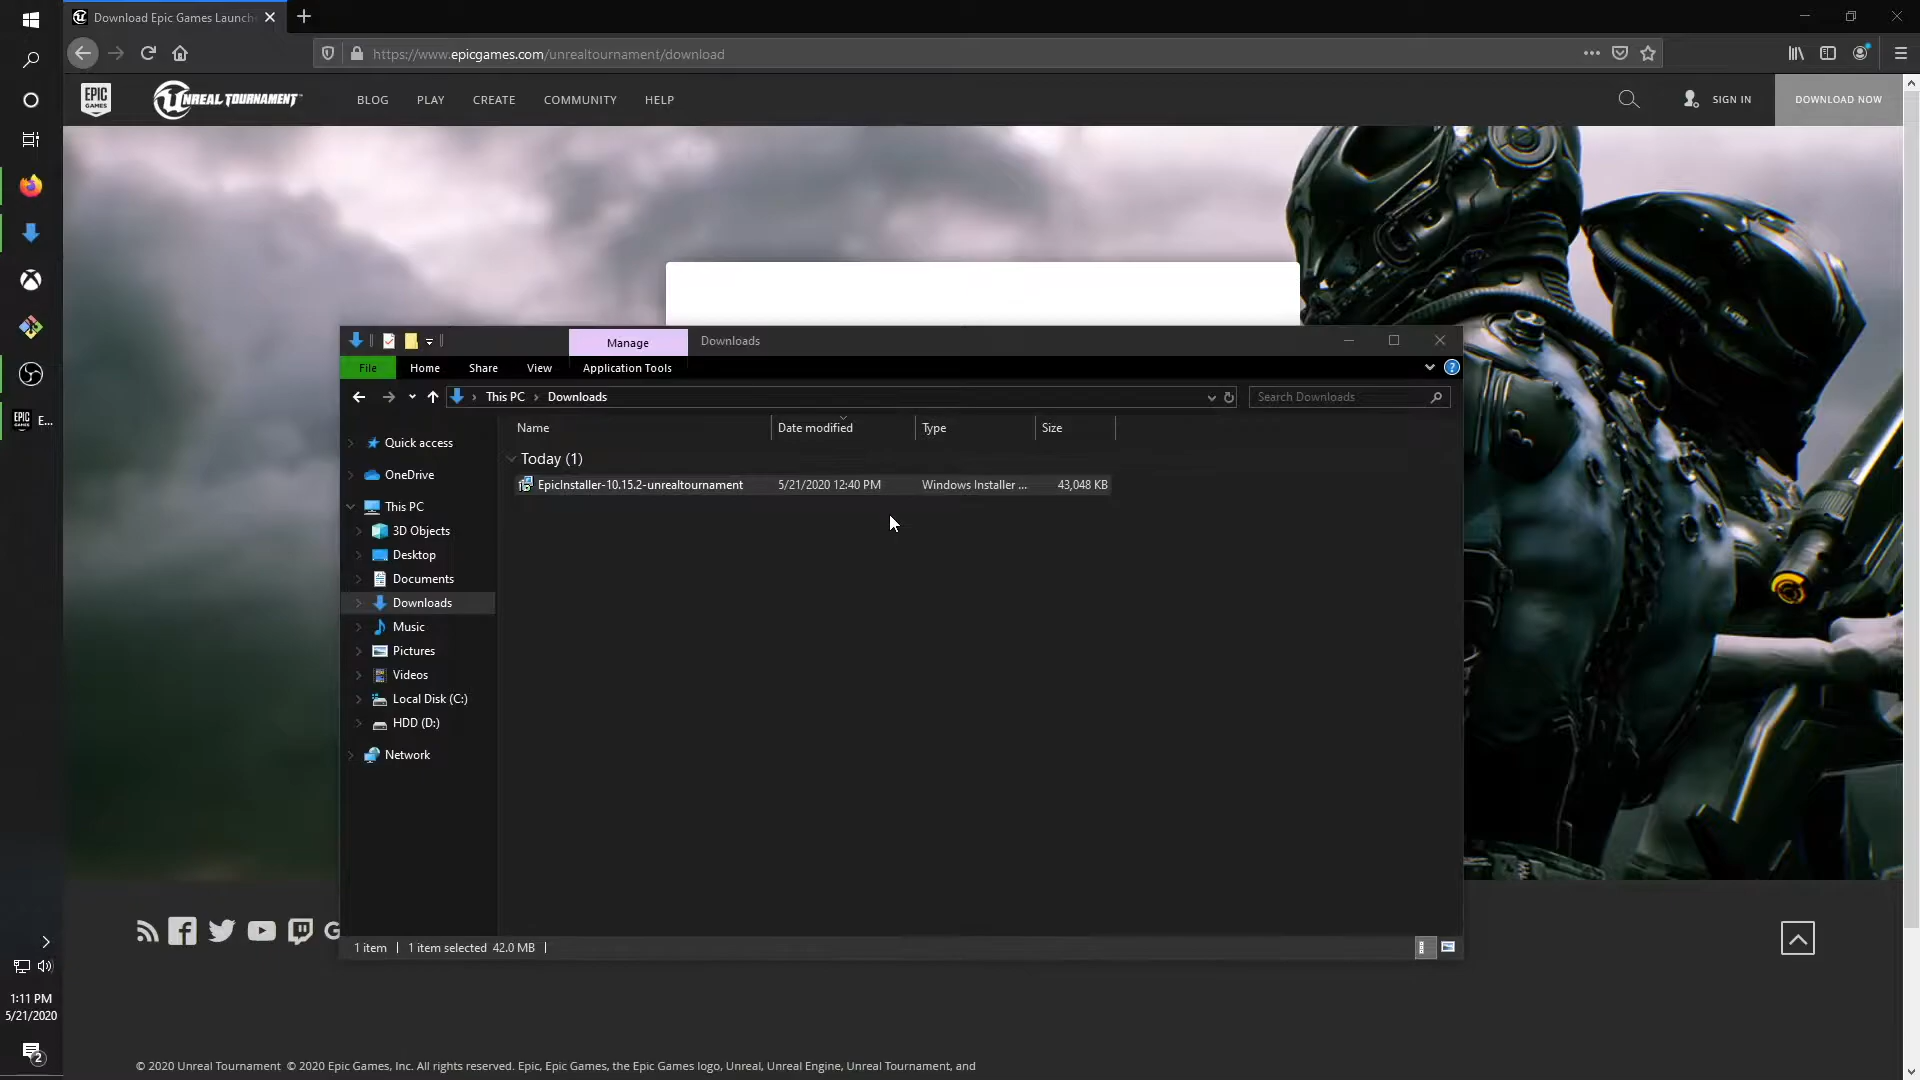 Download Epic Games Launch
https://www.epicgames.com/unrealtournament/download
EPIC GAMES
UNREAL TOURNAMENT
BLOG PLAY CREATE COMMUNITY HELP
SIGN IN
DOWNLOAD NOW
Manage
Downloads
File Home Share View Application Tools
This PC Downloads
Search Downloads
Name Date modified Type Size
Quick access
OneDrive
This PC
3D Objects
Desktop
Documents
Downloads
Music
Pictures
Videos
Local Disk (C:)
HDD (D:)
Network
Today (1)
EpicInstaller-10.15.2-unrealtournament 5/21/2020 12:40 PM Windows Installer ... 43,048 KB
1 item 1 item selected 42.0 MB
EPIC GAMES E...
1:11 PM
5/21/2020
2
© 2020 Unreal Tournament © 2020 Epic Games, Inc. All rights reserved. Epic, Epic Games, the Epic Games logo, Unreal, Unreal Engine, Unreal Tournament, and